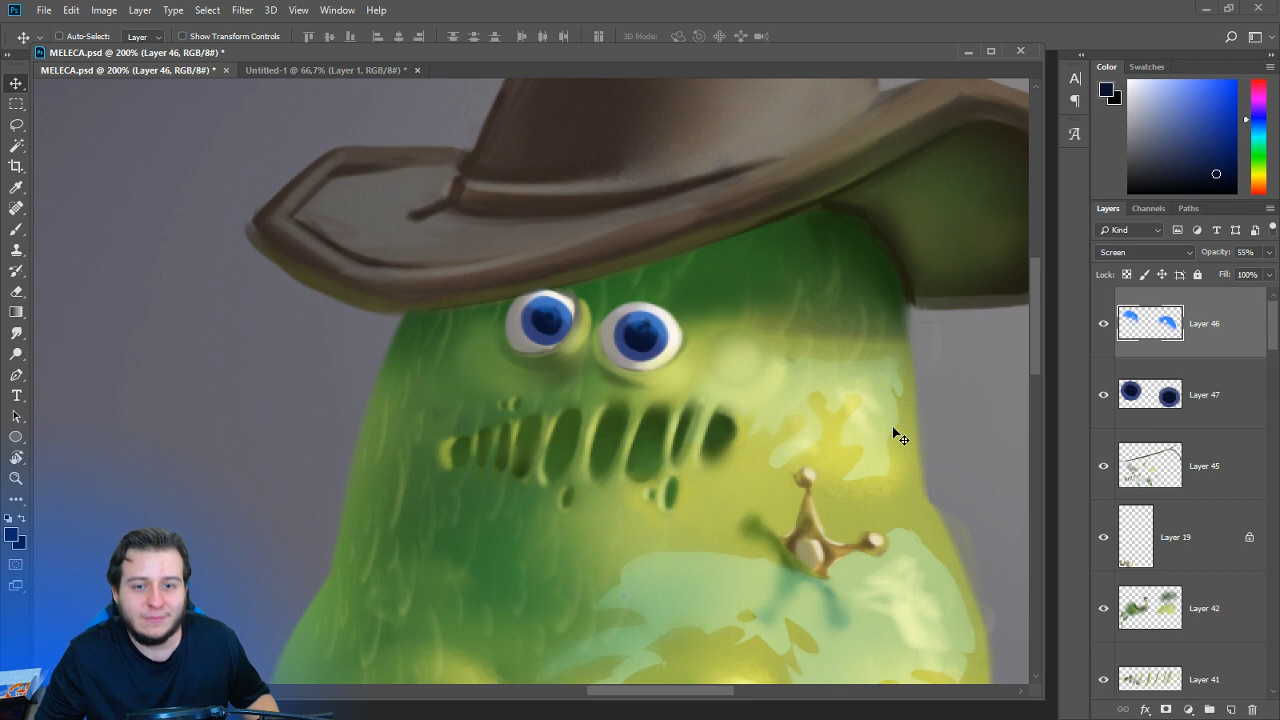 Ps File Edit Image Layer Type Select Filter 3D View Window Help
Auto-Select: Layer Show Transform Controls 3D Mode:
Ps MELECA.psd @ 200% (Layer 46, RGB/8#) *
MELECA.psd @ 200% (Layer 46, RGB/8#) * × Untitled-1 @ 66,7% (Layer 1, RGB/8#) * ×
Color Swatches
Layers Channels Paths
Kind
Screen Opacity: 55%
Lock: Fill: 100%
Layer 46
Layer 47
Layer 45
Layer 19
Layer 42
Layer 41